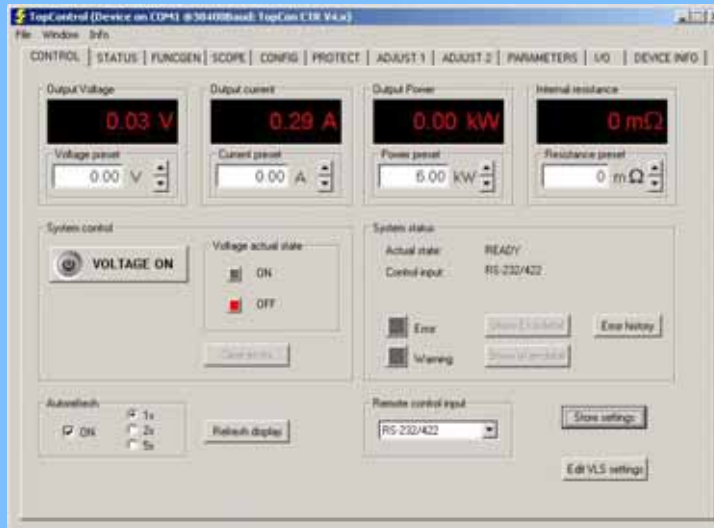 TopControl (Device on COM1 @38400Baud: TopCon CTR V4.x)
File Window Info
CONTROL STATUS FUNCGEN SCOPE CONFIG PROTECT ADJUST 1 ADJUST 2 PARAMETERS I/O DEVICE INFO
Output Voltage Output current Output Power Internal resistance
0.03 V 0.29 A 0.00 kW 0 mΩ
Voltage preset Current preset Power preset Resistance preset
0.00 V 0.00 A 6.00 kW 0 mΩ
System control System status
VOLTAGE ON
Voltage actual state
ON
OFF
Clear errors
Actual state: READY
Control input: RS-232/422
Error Error history
Warning
Autorefresh
ON
1x
2x
5x
Refresh display
Remote control input
RS-232/422
Store settings
Edit VLS settings